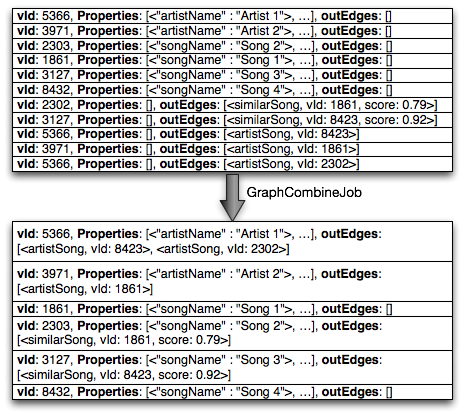 vId: 5366, Properties: [<"artistName" : "Artist 1">, ...], outEdges: []
vId: 3971, Properties: [<"artistName" : "Artist 2">, ...], outEdges: []
vId: 2303, Properties: [<"songName" : "Song 2">, ...], outEdges: []
vId: 1861, Properties: [<"songName" : "Song 1">, ...], outEdges: []
vId: 3127, Properties: [<"songName" : "Song 3">, ...], outEdges: []
vId: 8432, Properties: [<"songName" : "Song 4">, ...], outEdges: []
vId: 2302, Properties: [], outEdges: [<similarSong, vId: 1861, score: 0.79>]
vId: 3127, Properties: [], outEdges: [<similarSong, vId: 8423, score: 0.92>]
vId: 5366, Properties: [], outEdges: [<artistSong, vId: 8423>]
vId: 3971, Properties: [], outEdges: [<artistSong, vId: 1861>]
vId: 5366, Properties: [], outEdges: [<artistSong, vId: 2302>]
GraphCombineJob
vId: 5366, Properties: [<"artistName" : "Artist 1">, ...], outEdges:
[<artistSong, vId: 8423>, <artistSong, vId: 2302>]
vId: 3971, Properties: [<"artistName" : "Artist 2">, ...], outEdges:
[<artistSong, vId: 1861>]
vId: 1861, Properties: [<"songName" : "Song 1">, ...], outEdges: []
vId: 2303, Properties: [<"songName" : "Song 2">, ...], outEdges:
[<similarSong, vId: 1861, score: 0.79>]
vId: 3127, Properties: [<"songName" : "Song 3">, ...], outEdges:
[<similarSong, vId: 8423, score: 0.92>]
vId: 8432, Properties: [<"songName" : "Song 4">, ...], outEdges: []